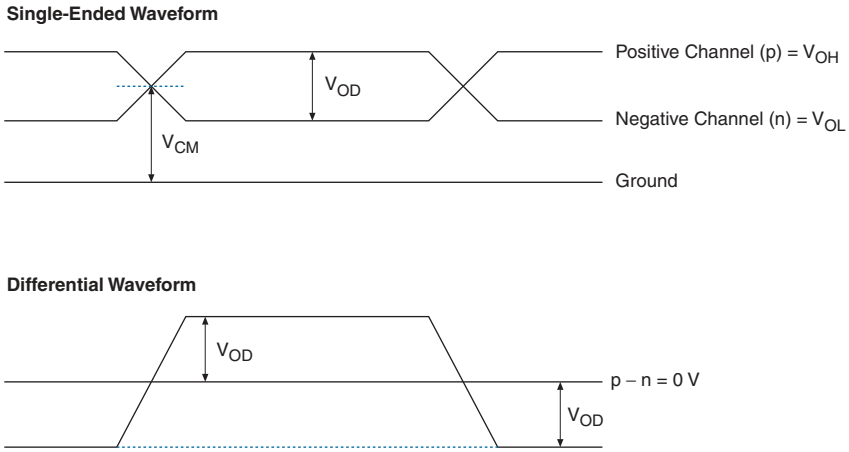 Single-Ended Waveform
Positive Channel (p) = VOH
VOD
Negative Channel (n) = VOL
VCM
Ground
Differential Waveform
VOD
p – n = 0 V
VOD